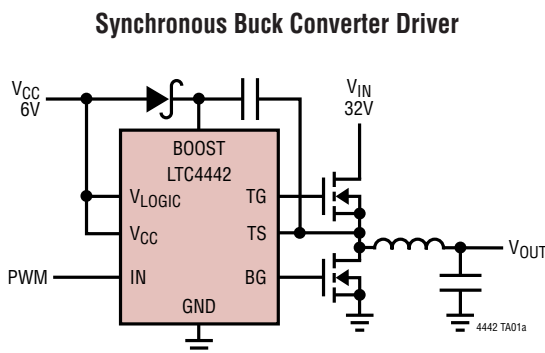 Synchronous Buck Converter Driver
VCC
6V
VIN
32V
BOOST
LTC4442
VLOGIC
TG
VCC
TS
PWM
IN
BG
GND
VOUT
4442 TA01a